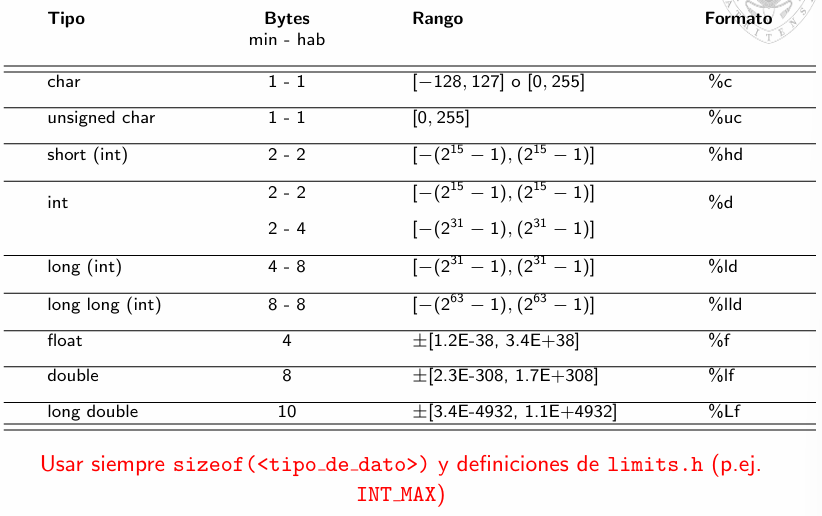 Tipo Bytes Rango Formato
min - hab
char 1 - 1 [−128, 127] o [0, 255] %c
unsigned char 1 - 1 [0, 255] %uc
short (int) 2 - 2 [−(2^15 − 1), (2^15 − 1)] %hd
int 2 - 2 [−(2^15 − 1), (2^15 − 1)] %d
2 - 4 [−(2^31 − 1), (2^31 − 1)]
long (int) 4 - 8 [−(2^31 − 1), (2^31 − 1)] %ld
long long (int) 8 - 8 [−(2^63 − 1), (2^63 − 1)] %lld
float 4 ±[1.2E-38, 3.4E+38] %f
double 8 ±[2.3E-308, 1.7E+308] %lf
long double 10 ±[3.4E-4932, 1.1E+4932] %Lf
Usar siempre sizeof(<tipo_de_dato>) y definiciones de limits.h (p.ej.
INT_MAX)